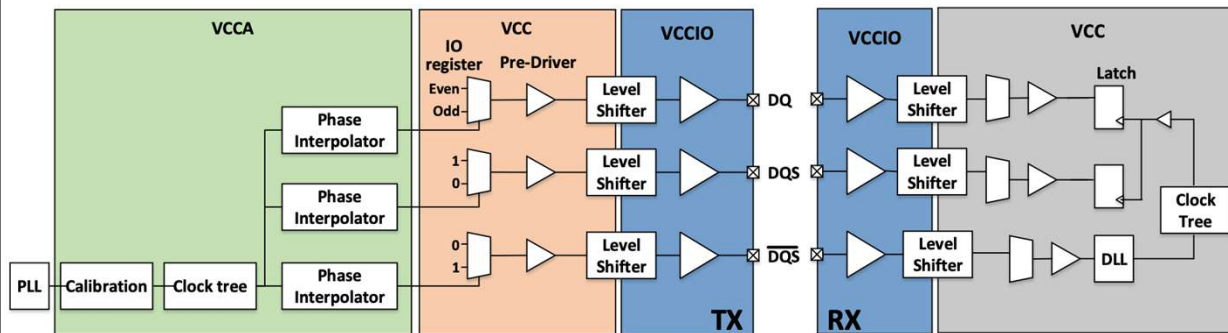 VCCA
VCC
VCCIO
VCCIO
VCC
IO
register
Pre-Driver
Latch
Even
Odd
Level
Shifter
DQ
Level
Shifter
Phase
Interpolator
1
0
Level
Shifter
DQS
Level
Shifter
Phase
Interpolator
Clock
Tree
0
1
Level
Shifter
DQS
Level
Shifter
DLL
PLL
Calibration
Clock tree
Phase
Interpolator
TX
RX